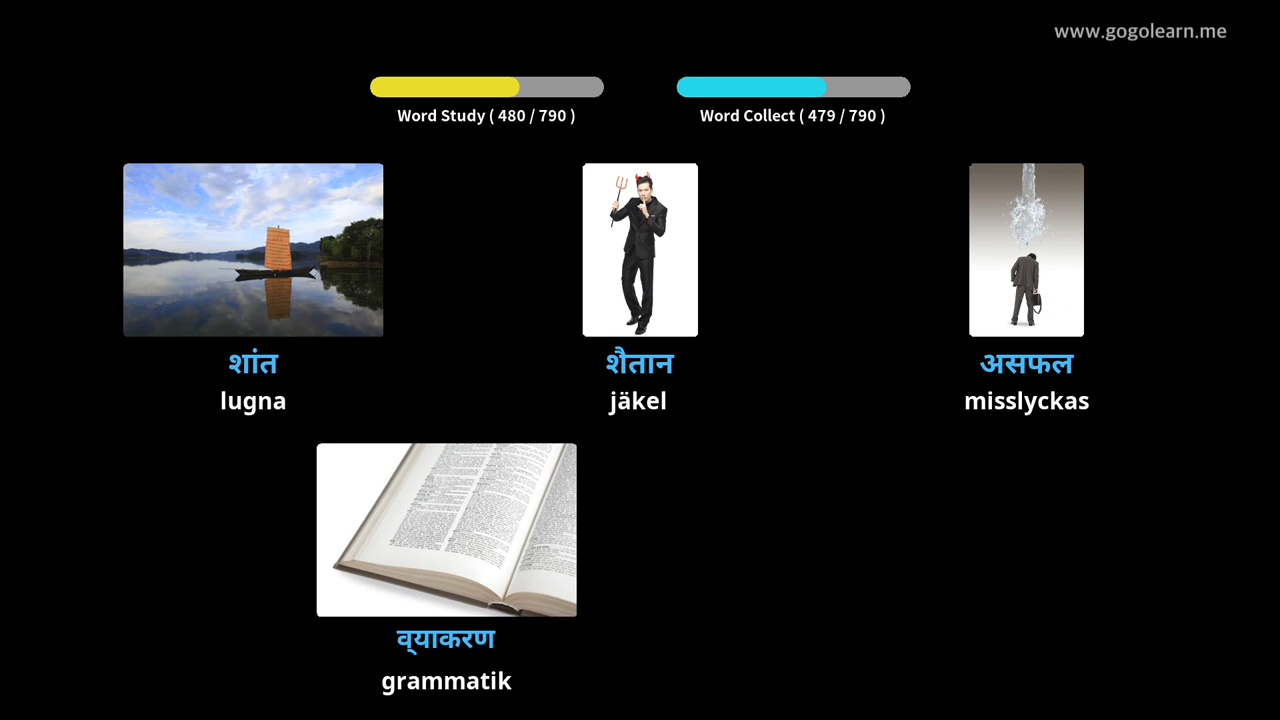 www.gogolearn.me
Word Study ( 480 / 790 )
Word Collect ( 479 / 790 )
शांत
lugna
शैतान
jäkel
असफल
misslyckas
व्याकरण
grammatik